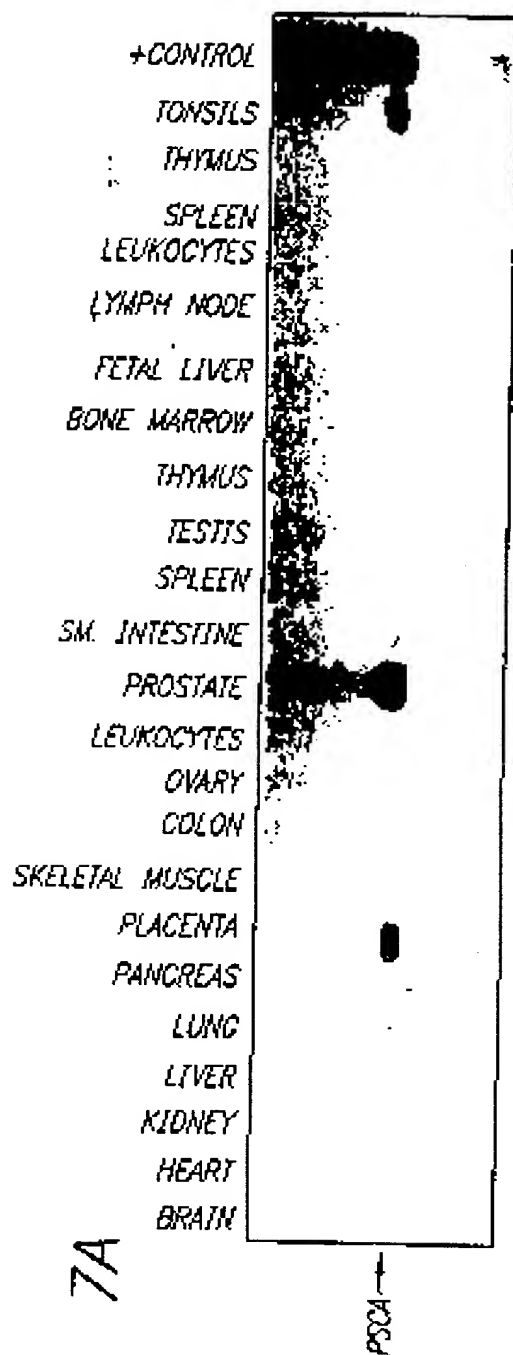 +CONTROL
TONSILS
THYMUS
SPLEEN
LEUKOCYTES
LYMPH NODE
FETAL LIVER
BONE MARROW
THYMUS
TESTIS
SPLEEN
SM. INTESTINE
PROSTATE
LEUKOCYTES
OVARY
COLON
SKELETAL MUSCLE
PLACENTA
PANCREAS
LUNG
LIVER
KIDNEY
HEART
BRAIN
7A
PSCA→